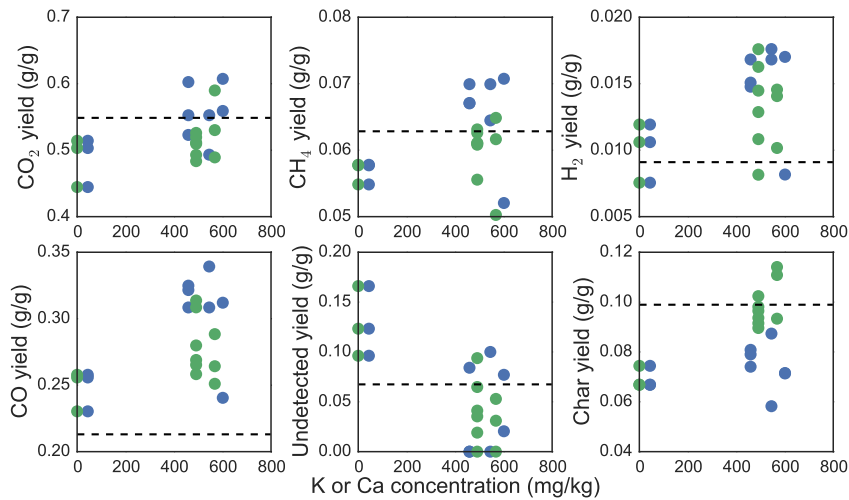 CO₂ yield (g/g)
0.7
0.6
0.5
0.4
0 200 400 600 800
CH₄ yield (g/g)
0.08
0.07
0.06
0.05
0 200 400 600 800
H₂ yield (g/g)
0.020
0.015
0.010
0.005
0 200 400 600 800
CO yield (g/g)
0.35
0.30
0.25
0.20
0 200 400 600 800
Undetected yield (g/g)
0.20
0.15
0.10
0.05
0.00
0 200 400 600 800
Char yield (g/g)
0.12
0.10
0.08
0.06
0.04
0 200 400 600 800
K or Ca concentration (mg/kg)